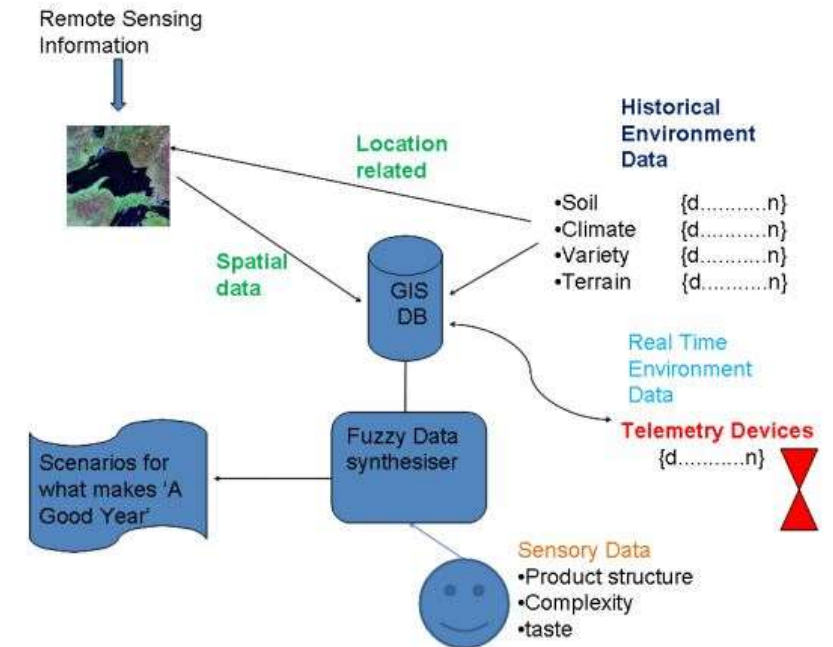 Remote Sensing
Information
Historical
Environment
Data
Location
related
•Soil {d...........n}
•Climate {d...........n}
•Variety {d...........n}
•Terrain {d...........n}
Spatial
data
GIS
DB
Real Time
Environment
Data
Telemetry Devices
{d...........n}
Fuzzy Data
synthesiser
Scenarios for
what makes 'A
Good Year'
Sensory Data
•Product structure
•Complexity
•taste